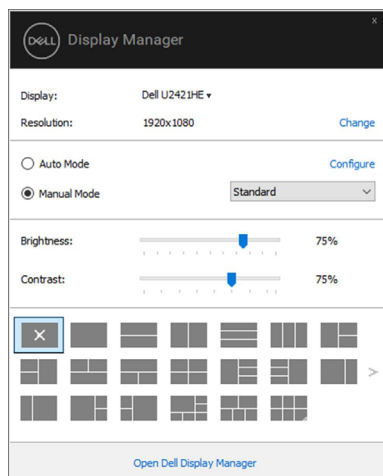 x
DELL Display Manager
Display: Dell U2421HE
Resolution: 1920x1080 Change
Auto Mode Configure
Manual Mode Standard
Brightness: 75%
Contrast: 75%
Open Dell Display Manager